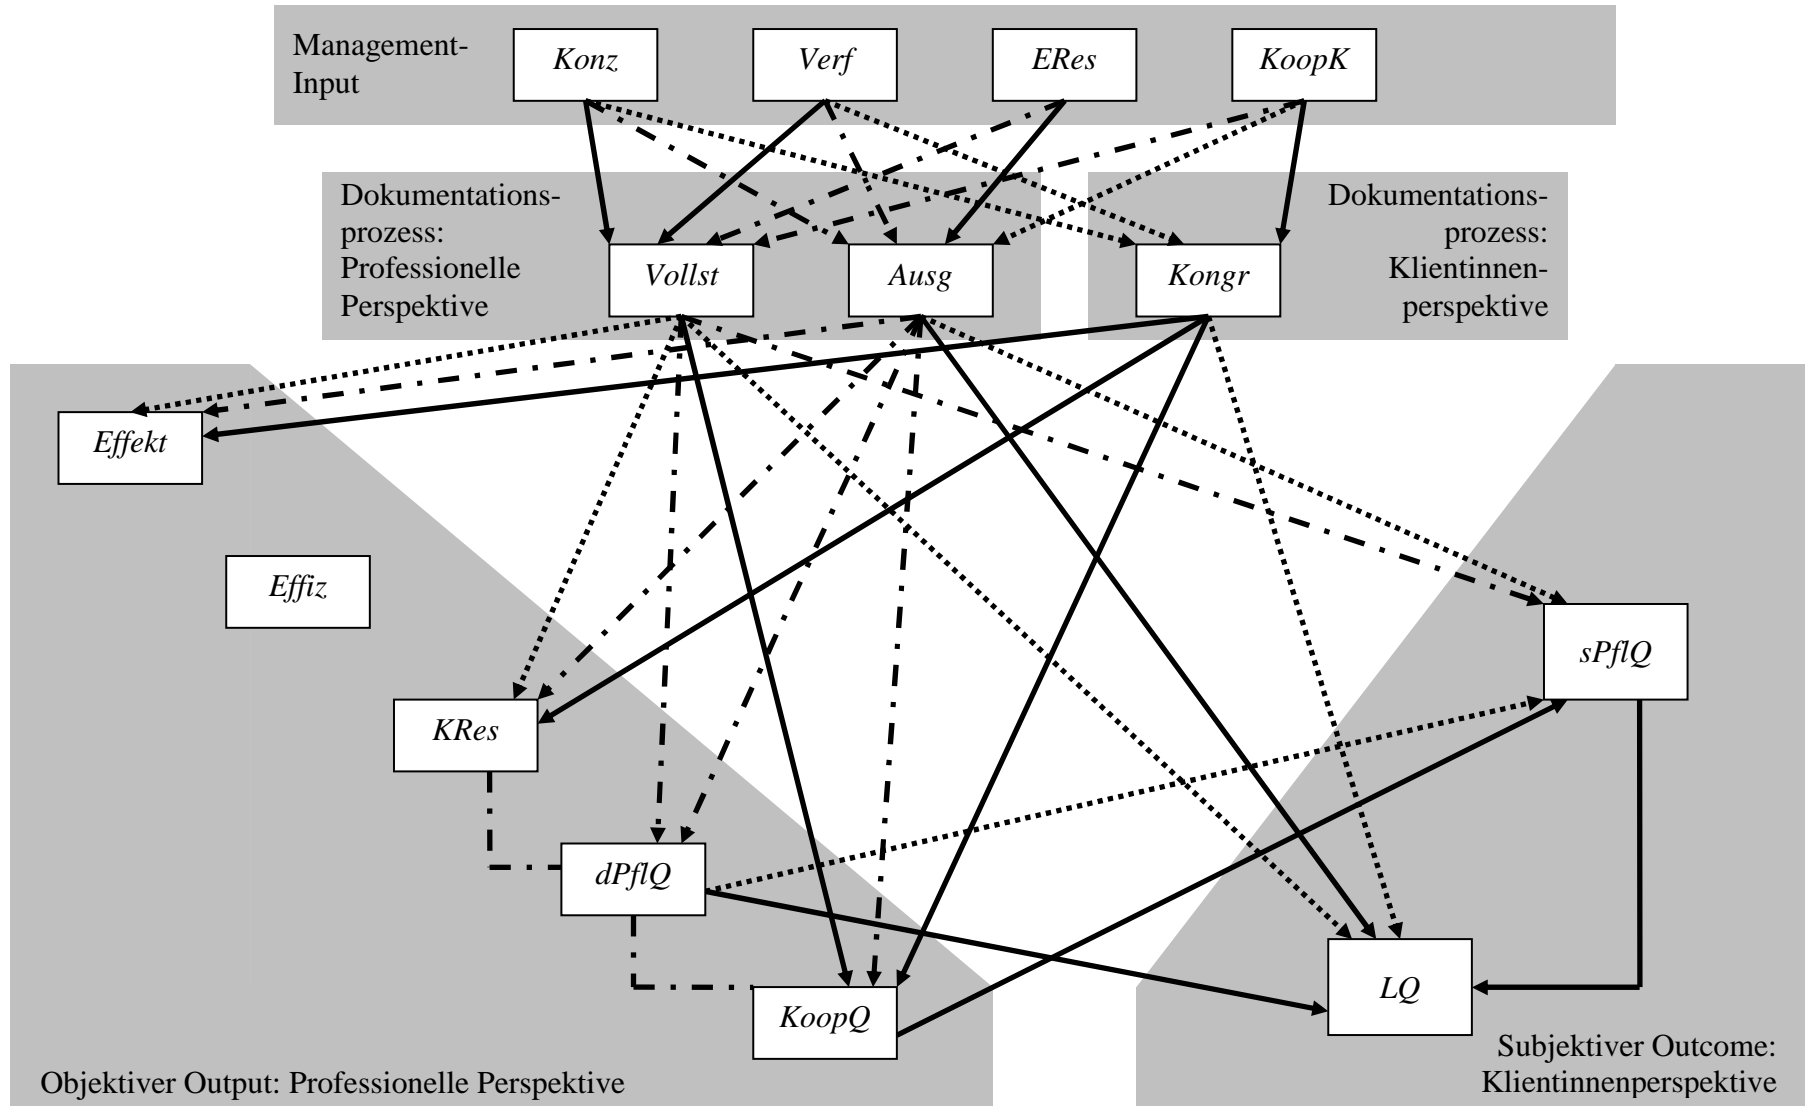 Management-
Input
Konz
Verf
ERes
KoopK
Dokumentations-
prozess:
Professionelle
Perspektive
Vollst
Ausg
Kongr
Dokumentations-
prozess:
Klientinnen-
perspektive
Effekt
Effiz
KRes
dPflQ
KoopQ
sPflQ
LQ
Objektiver Output: Professionelle Perspektive
Subjektiver Outcome:
Klientinnenperspektive